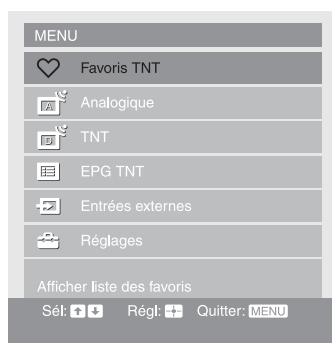 MENU
Favoris TNT
Analogique
TNT
EPG TNT
Entrées externes
Réglages
Afficher liste des favoris
Sél: Régl: Quitter: MENU